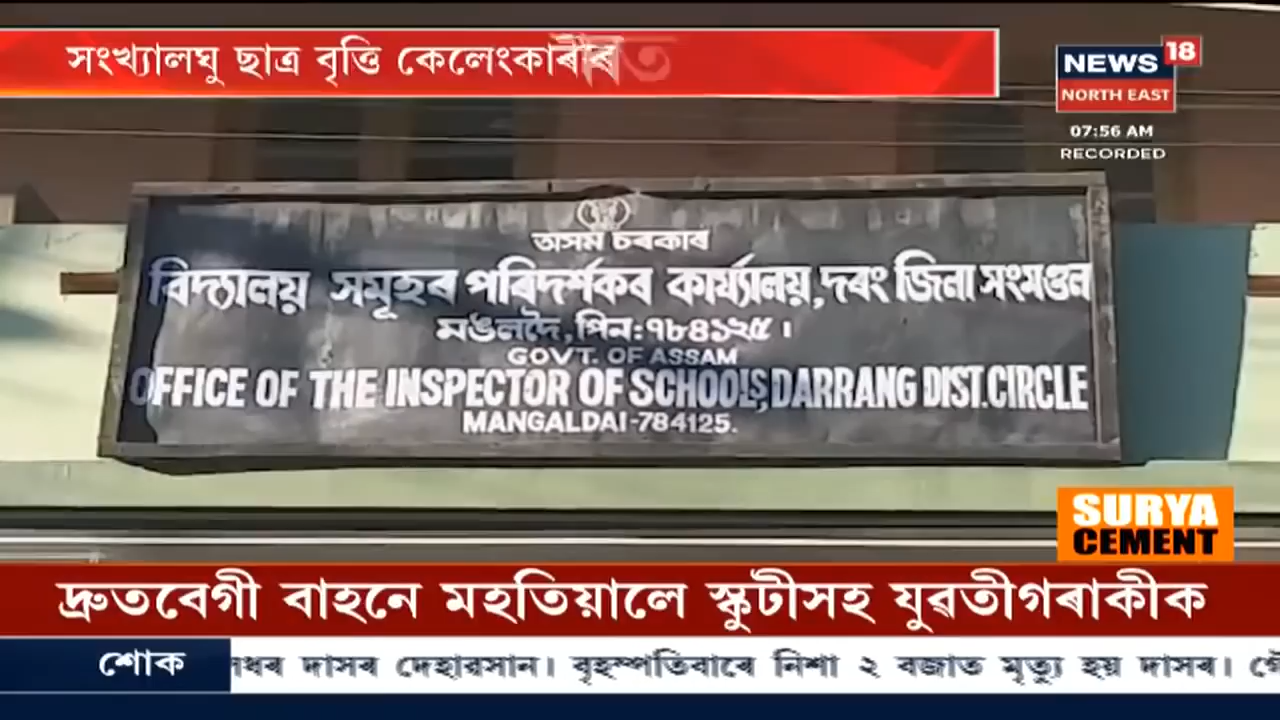 সংখ্যালঘু ছাত্ৰ বৃত্তি কেলেংকাৰীৰ
NEWS 18
NORTH EAST
07:56 AM
RECORDED
অসম চৰকাৰ
বিদ্যালয় সমূহৰ পৰিদৰ্শকৰ কাৰ্য্যালয়, দৰং জিলা সংমণ্ডল
মঙলদৈ, পিন: ৭৮৪১২৫ ।
GOVT. OF ASSAM
OFFICE OF THE INSPECTOR OF SCHOOLS, DARRANG DIST. CIRCLE
MANGALDAI-784125.
SURYA
CEMENT
দ্ৰুতবেগী বাহনে মহতিয়ালে স্কুটীসহ যুৱতীগৰাকীক
শোক
দাসৰ দেহাৱসান। বৃহস্পতিবাৰে নিশা ২ বজাত মৃত্যু হয় দাসৰ।